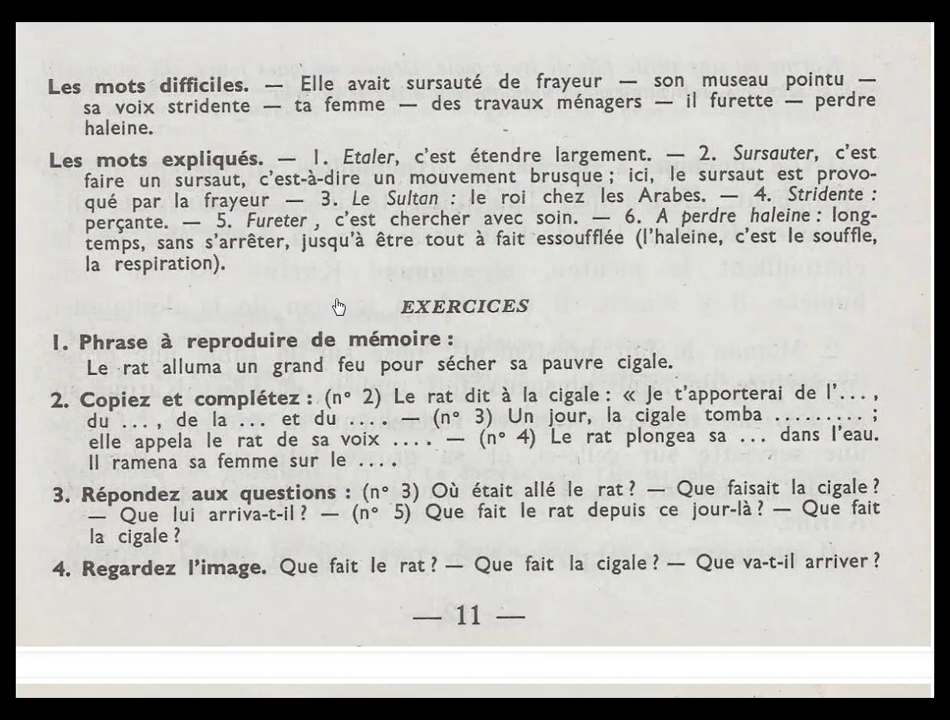 Les mots difficiles. — Elle avait sursauté de frayeur — son museau pointu —
sa voix stridente — ta femme — des travaux ménagers — il furette — perdre
haleine.
Les mots expliqués. — 1. Etaler, c'est étendre largement. — 2. Sursauter, c'est
faire un sursaut, c'est-à-dire un mouvement brusque ; ici, le sursaut est provo-
qué par la frayeur — 3. Le Sultan : le roi chez les Arabes. — 4. Stridente :
perçante. — 5. Fureter, c'est chercher avec soin. — 6. A perdre haleine : long-
temps, sans s'arrêter, jusqu'à être tout à fait essoufflée (l'haleine, c'est le souffle,
la respiration).
EXERCICES
1. Phrase à reproduire de mémoire :
Le rat alluma un grand feu pour sécher sa pauvre cigale.
2. Copiez et complétez : (n° 2) Le rat dit à la cigale : « Je t'apporterai de l'... ,
du ... , de la ... et du ..... — (n° 3) Un jour, la cigale tomba ......... ;
elle appela le rat de sa voix .... — (n° 4) Le rat plongea sa ... dans l'eau.
Il ramena sa femme sur le ....
3. Répondez aux questions : (n° 3) Où était allé le rat ? — Que faisait la cigale ?
— Que lui arriva-t-il ? — (n° 5) Que fait le rat depuis ce jour-là ? — Que fait
la cigale ?
4. Regardez l'image. Que fait le rat ? — Que fait la cigale ? — Que va-t-il arriver ?
— 11 —